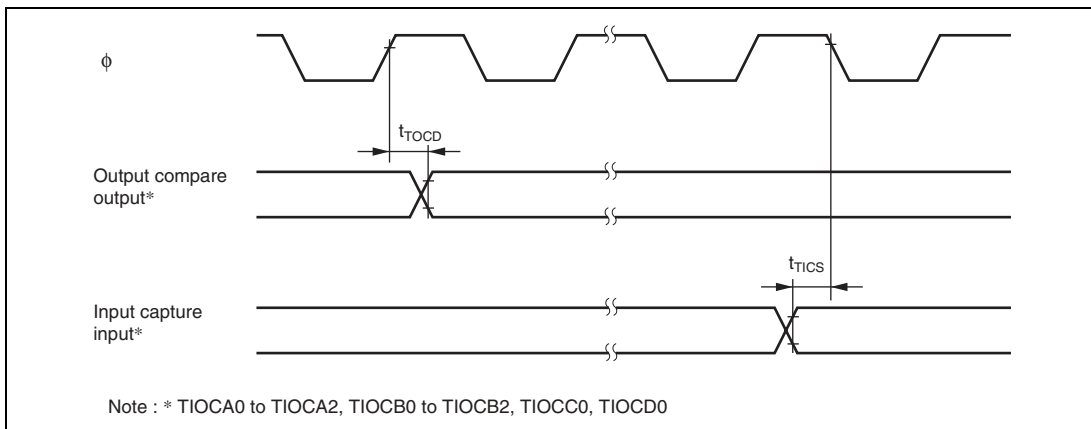 ϕ
tTOCD
Output compare
output*
tTICS
Input capture
input*
Note : * TIOCA0 to TIOCA2, TIOCB0 to TIOCB2, TIOCC0, TIOCD0